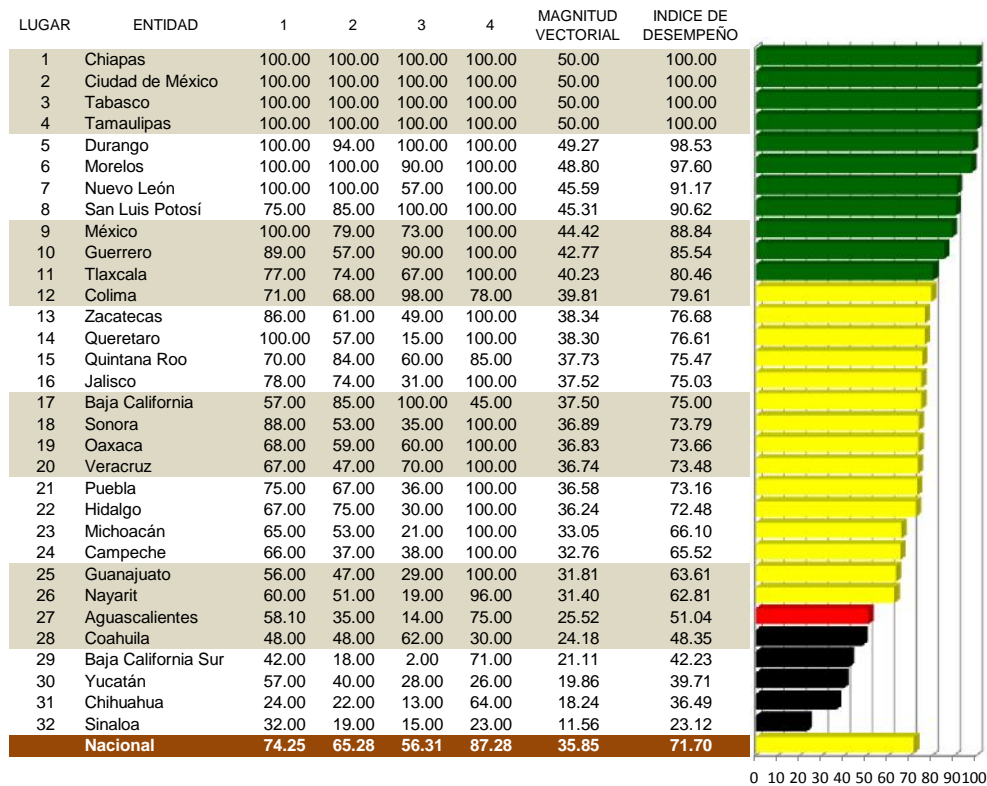 LUGAR ENTIDAD 1 2 3 4 MAGNITUD VECTORIAL INDICE DE DESEMPEÑO
1 Chiapas 100.00 100.00 100.00 100.00 50.00 100.00
2 Ciudad de México 100.00 100.00 100.00 100.00 50.00 100.00
3 Tabasco 100.00 100.00 100.00 100.00 50.00 100.00
4 Tamaulipas 100.00 100.00 100.00 100.00 50.00 100.00
5 Durango 100.00 94.00 100.00 100.00 49.27 98.53
6 Morelos 100.00 100.00 90.00 100.00 48.80 97.60
7 Nuevo León 100.00 100.00 57.00 100.00 45.59 91.17
8 San Luis Potosí 75.00 85.00 100.00 100.00 45.31 90.62
9 México 100.00 79.00 73.00 100.00 44.42 88.84
10 Guerrero 89.00 57.00 90.00 100.00 42.77 85.54
11 Tlaxcala 77.00 74.00 67.00 100.00 40.23 80.46
12 Colima 71.00 68.00 98.00 78.00 39.81 79.61
13 Zacatecas 86.00 61.00 49.00 100.00 38.34 76.68
14 Queretaro 100.00 57.00 15.00 100.00 38.30 76.61
15 Quintana Roo 70.00 84.00 60.00 85.00 37.73 75.47
16 Jalisco 78.00 74.00 31.00 100.00 37.52 75.03
17 Baja California 57.00 85.00 100.00 45.00 37.50 75.00
18 Sonora 88.00 53.00 35.00 100.00 36.89 73.79
19 Oaxaca 68.00 59.00 60.00 100.00 36.83 73.66
20 Veracruz 67.00 47.00 70.00 100.00 36.74 73.48
21 Puebla 75.00 67.00 36.00 100.00 36.58 73.16
22 Hidalgo 67.00 75.00 30.00 100.00 36.24 72.48
23 Michoacán 65.00 53.00 21.00 100.00 33.05 66.10
24 Campeche 66.00 37.00 38.00 100.00 32.76 65.52
25 Guanajuato 56.00 47.00 29.00 100.00 31.81 63.61
26 Nayarit 60.00 51.00 19.00 96.00 31.40 62.81
27 Aguascalientes 58.10 35.00 14.00 75.00 25.52 51.04
28 Coahuila 48.00 48.00 62.00 30.00 24.18 48.35
29 Baja California Sur 42.00 18.00 2.00 71.00 21.11 42.23
30 Yucatán 57.00 40.00 28.00 26.00 19.86 39.71
31 Chihuahua 24.00 22.00 13.00 64.00 18.24 36.49
32 Sinaloa 32.00 19.00 15.00 23.00 11.56 23.12
Nacional 74.25 65.28 56.31 87.28 35.85 71.70
0 10 20 30 40 50 60 70 80 90 100